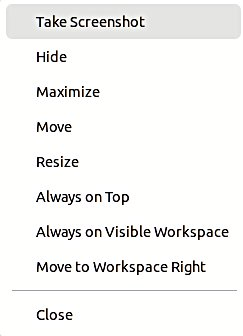 Take Screenshot
Hide
Maximize
Move
Resize
Always on Top
Always on Visible Workspace
Move to Workspace Right
Close